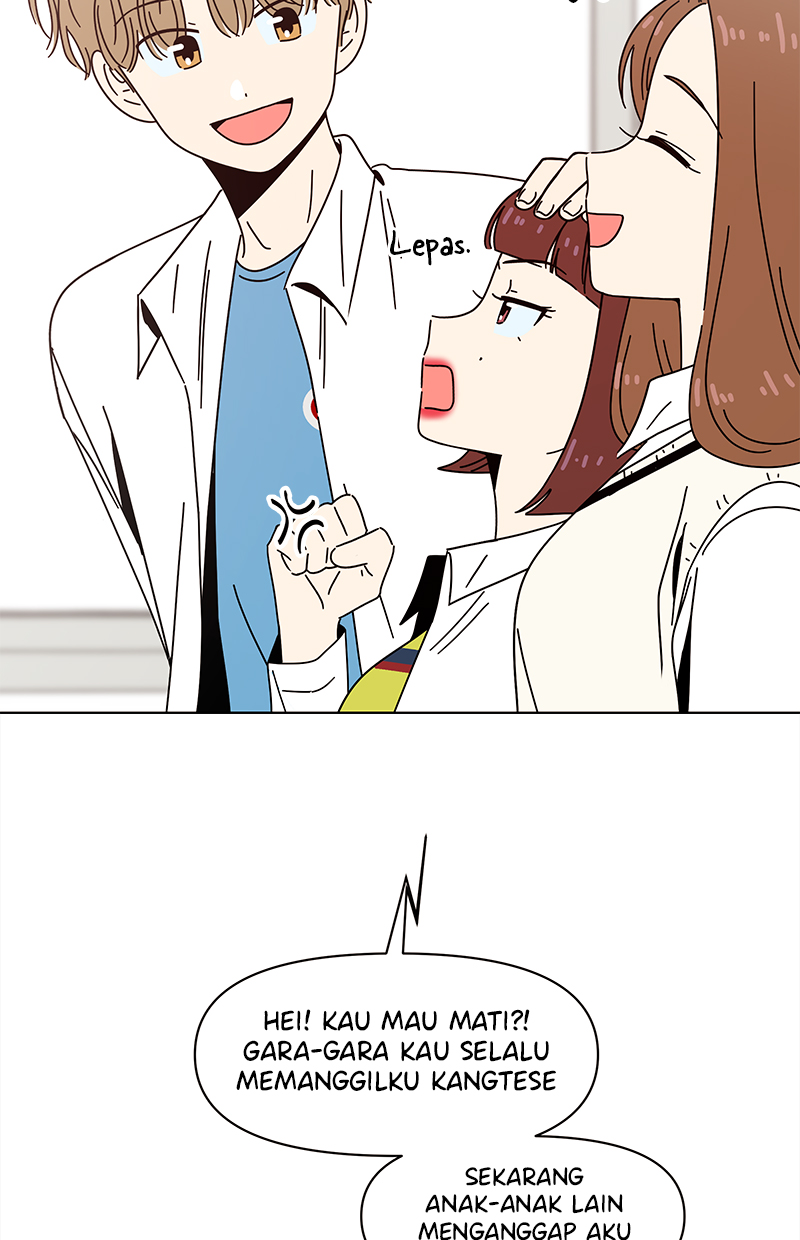 Lepas.
HEI! KAU MAU MATI?!
GARA-GARA KAU SELALU
MEMANGGILKU KANGTESE
SEKARANG
ANAK-ANAK LAIN
MENGANGGAP AKU